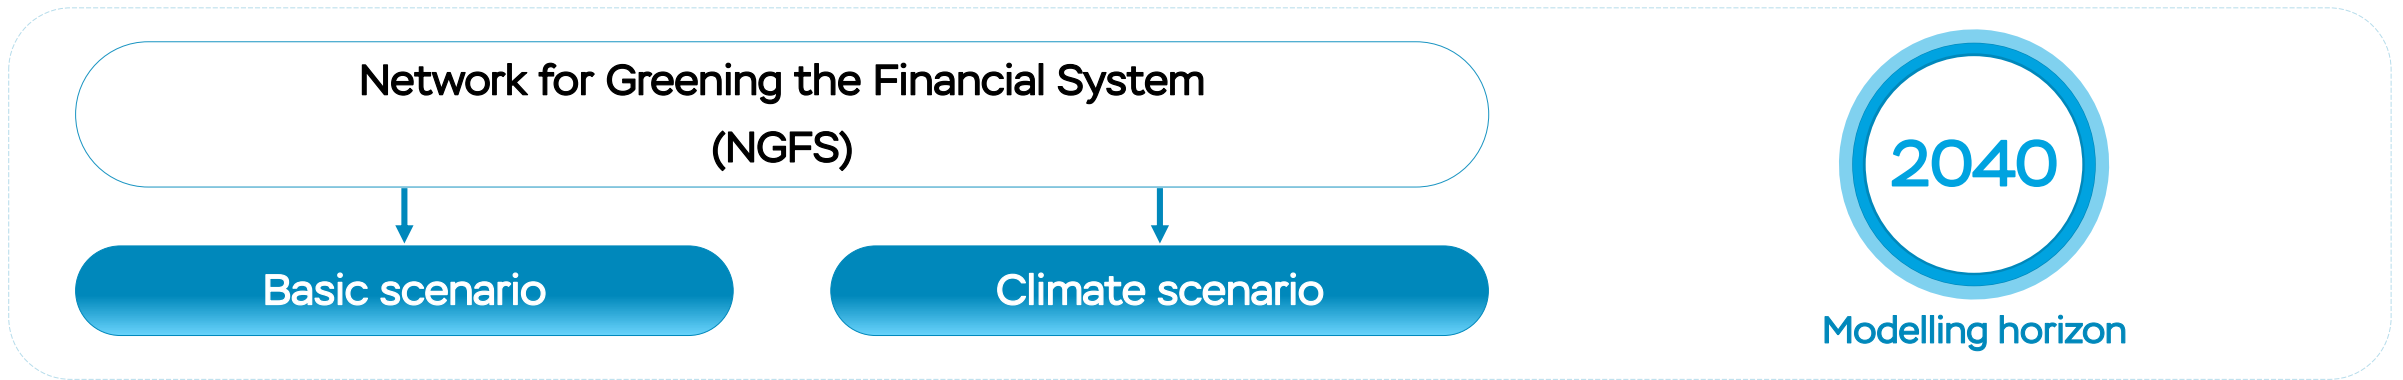 Network for Greening the Financial System
(NGFS)
Basic scenario
Climate scenario
2040
Modelling horizon